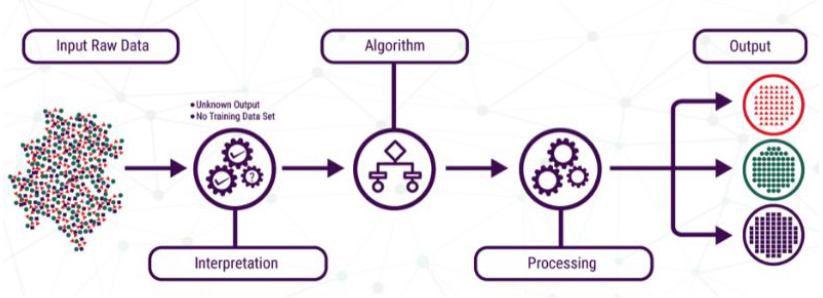 Input Raw Data
Algorithm
Output
• Unknown Output
• No Training Data Set
?
Interpretation
Processing